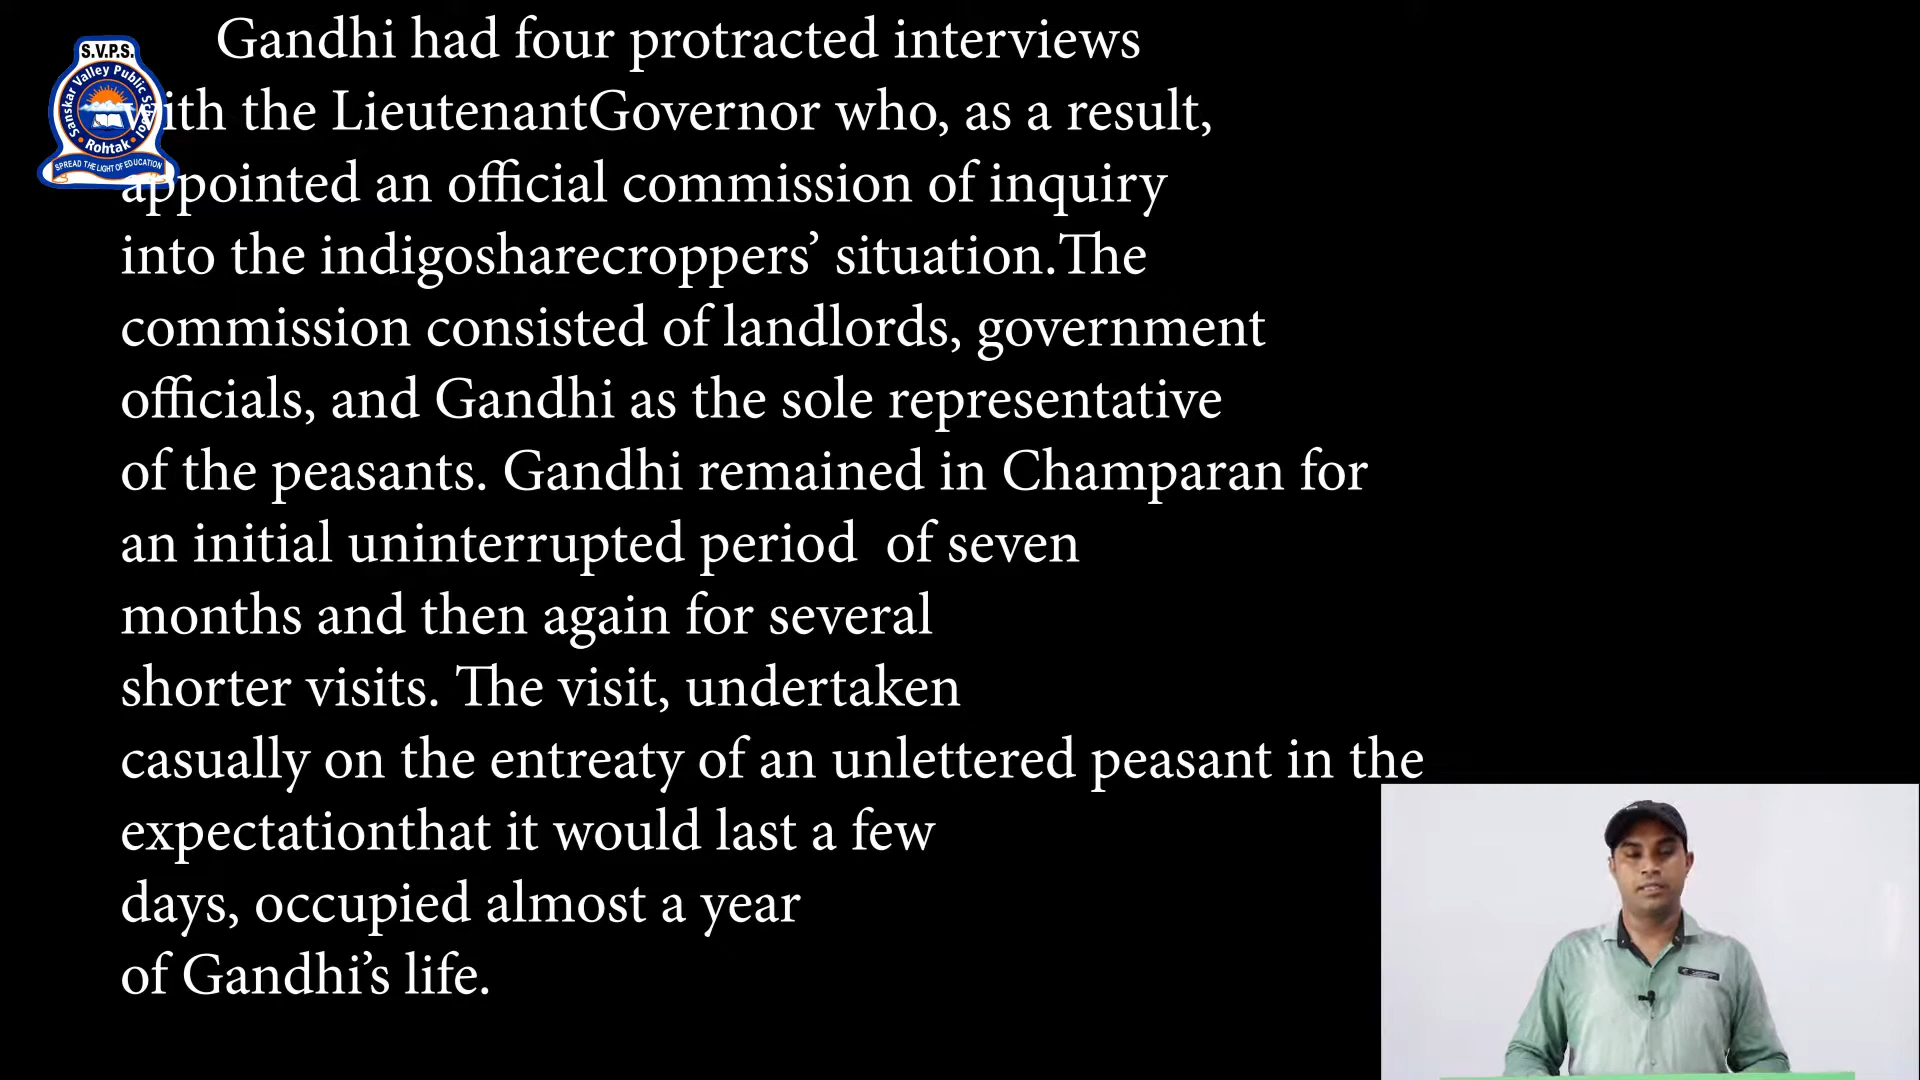 S.V.P.S.
Sanskar Valley Public School
Rohtak
SPREAD THE LIGHT OF EDUCATION
Gandhi had four protracted interviews
with the LieutenantGovernor who, as a result,
appointed an official commission of inquiry
into the indigosharecroppers’ situation.The
commission consisted of landlords, government
officials, and Gandhi as the sole representative
of the peasants. Gandhi remained in Champaran for
an initial uninterrupted period  of seven
months and then again for several
shorter visits. The visit, undertaken
casually on the entreaty of an unlettered peasant in the
expectationthat it would last a few
days, occupied almost a year
of Gandhi’s life.